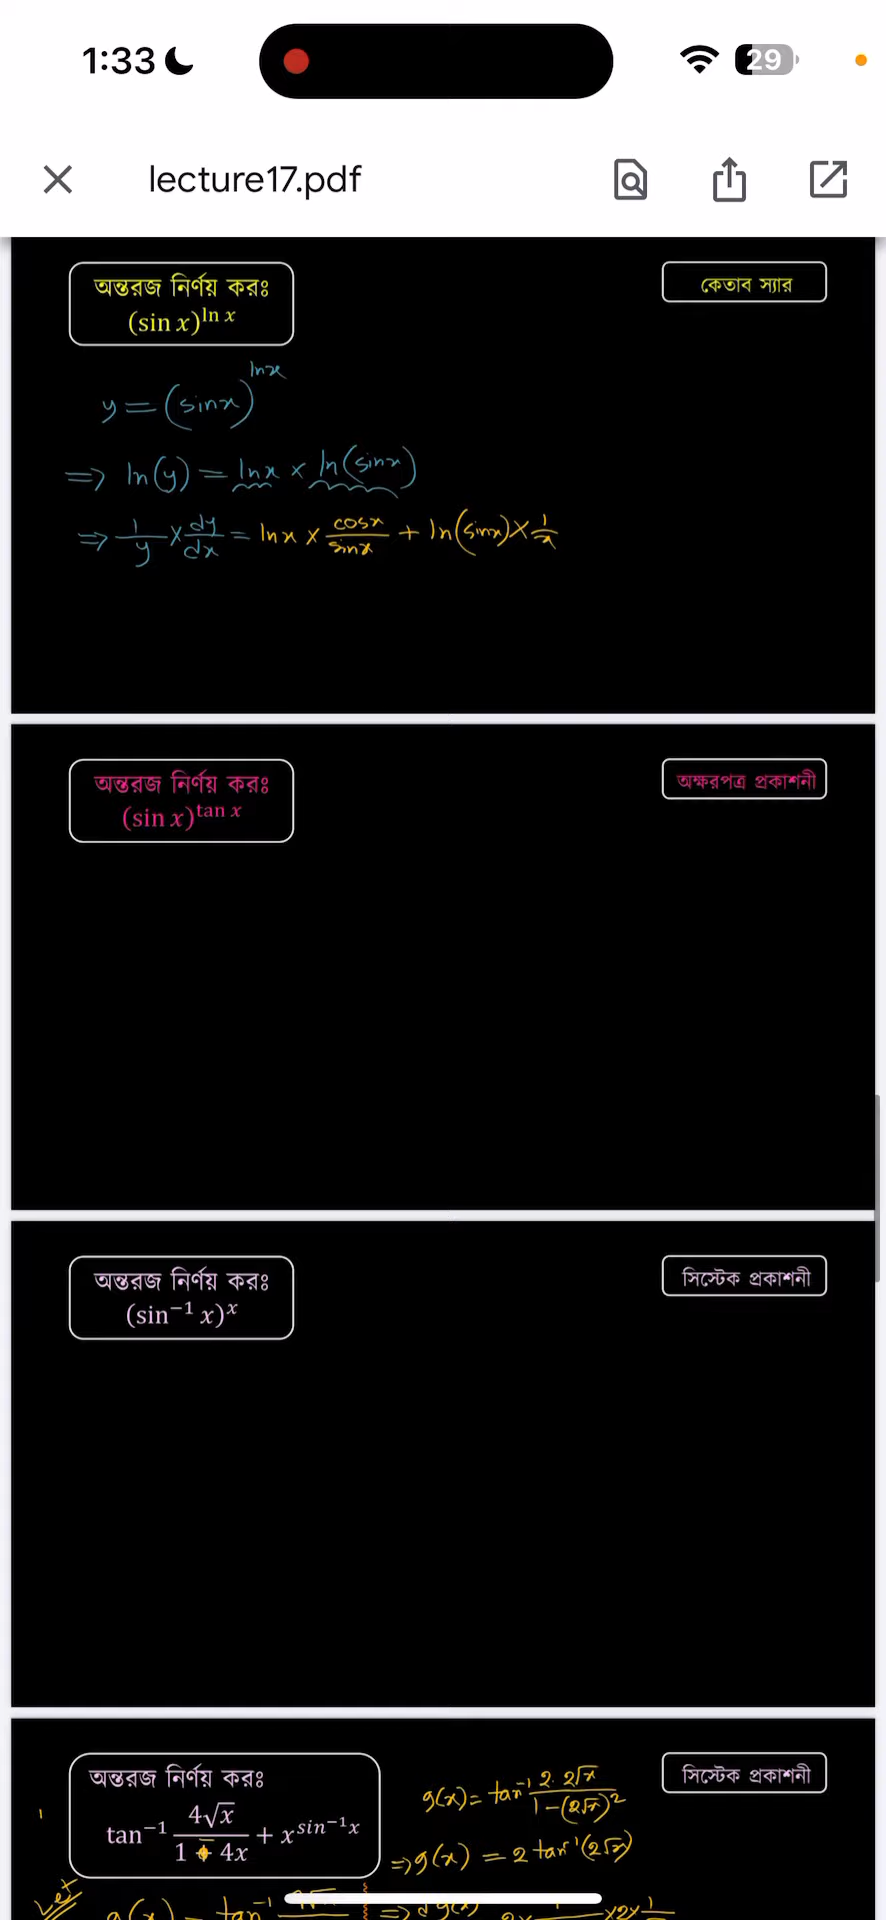 1:33
29
lecture17.pdf
অন্তরজ নির্ণয় করঃ
(sin x)^{ln x}
কেতাব স্যার
y = (sinx)^{lnx}
⇒ ln(y) = lnx × ln(sinx)
⇒ 1/y × dy/dx = lnx × cosx/sinx + ln(sinx) × 1/x
অন্তরজ নির্ণয় করঃ
(sin x)^{tan x}
অক্ষরপত্র প্রকাশনী
অন্তরজ নির্ণয় করঃ
(sin⁻¹ x)^x
সিস্টেক প্রকাশনী
অন্তরজ নির্ণয় করঃ
tan⁻¹ 4√x/(1 - 4x) + x^{sin⁻¹x}
সিস্টেক প্রকাশনী
g(x) = tan⁻¹ 2.2√x/(1-(2√x)²)
⇒ g(x) = 2 tan⁻¹(2√x)
Let